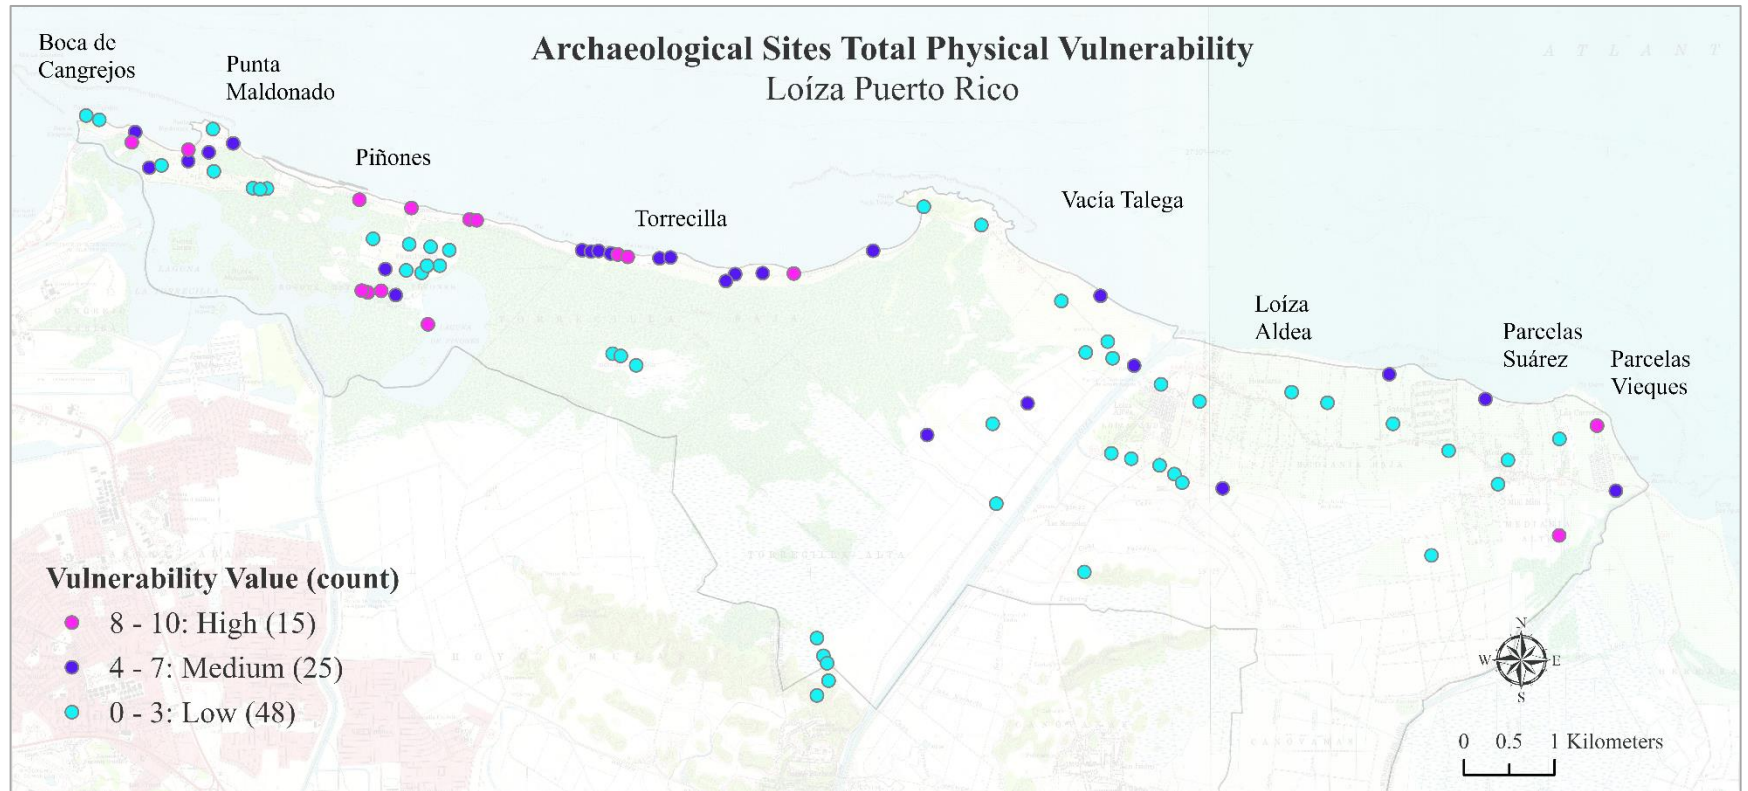 Boca de
Cangrejos
Punta
Maldonado
Archaeological Sites Total Physical Vulnerability
Loíza Puerto Rico
A T L A N T
Piñones
Torrecilla
Vacía Talega
Loíza
Aldea
Parcelas
Suárez
Parcelas
Vieques
TORRECILLA ALTA
Vulnerability Value (count)
8 - 10: High (15)
4 - 7: Medium (25)
0 - 3: Low (48)
N
W
E
S
0 0.5 1 Kilometers